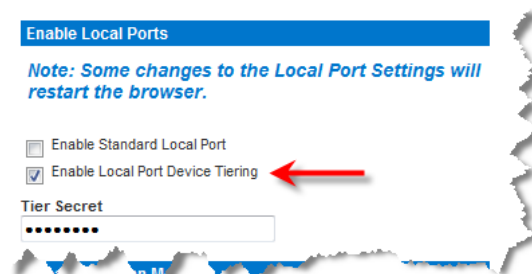 Enable Local Ports
Note: Some changes to the Local Port Settings will
restart the browser.
Enable Standard Local Port
Enable Local Port Device Tiering
Tier Secret
••••••••